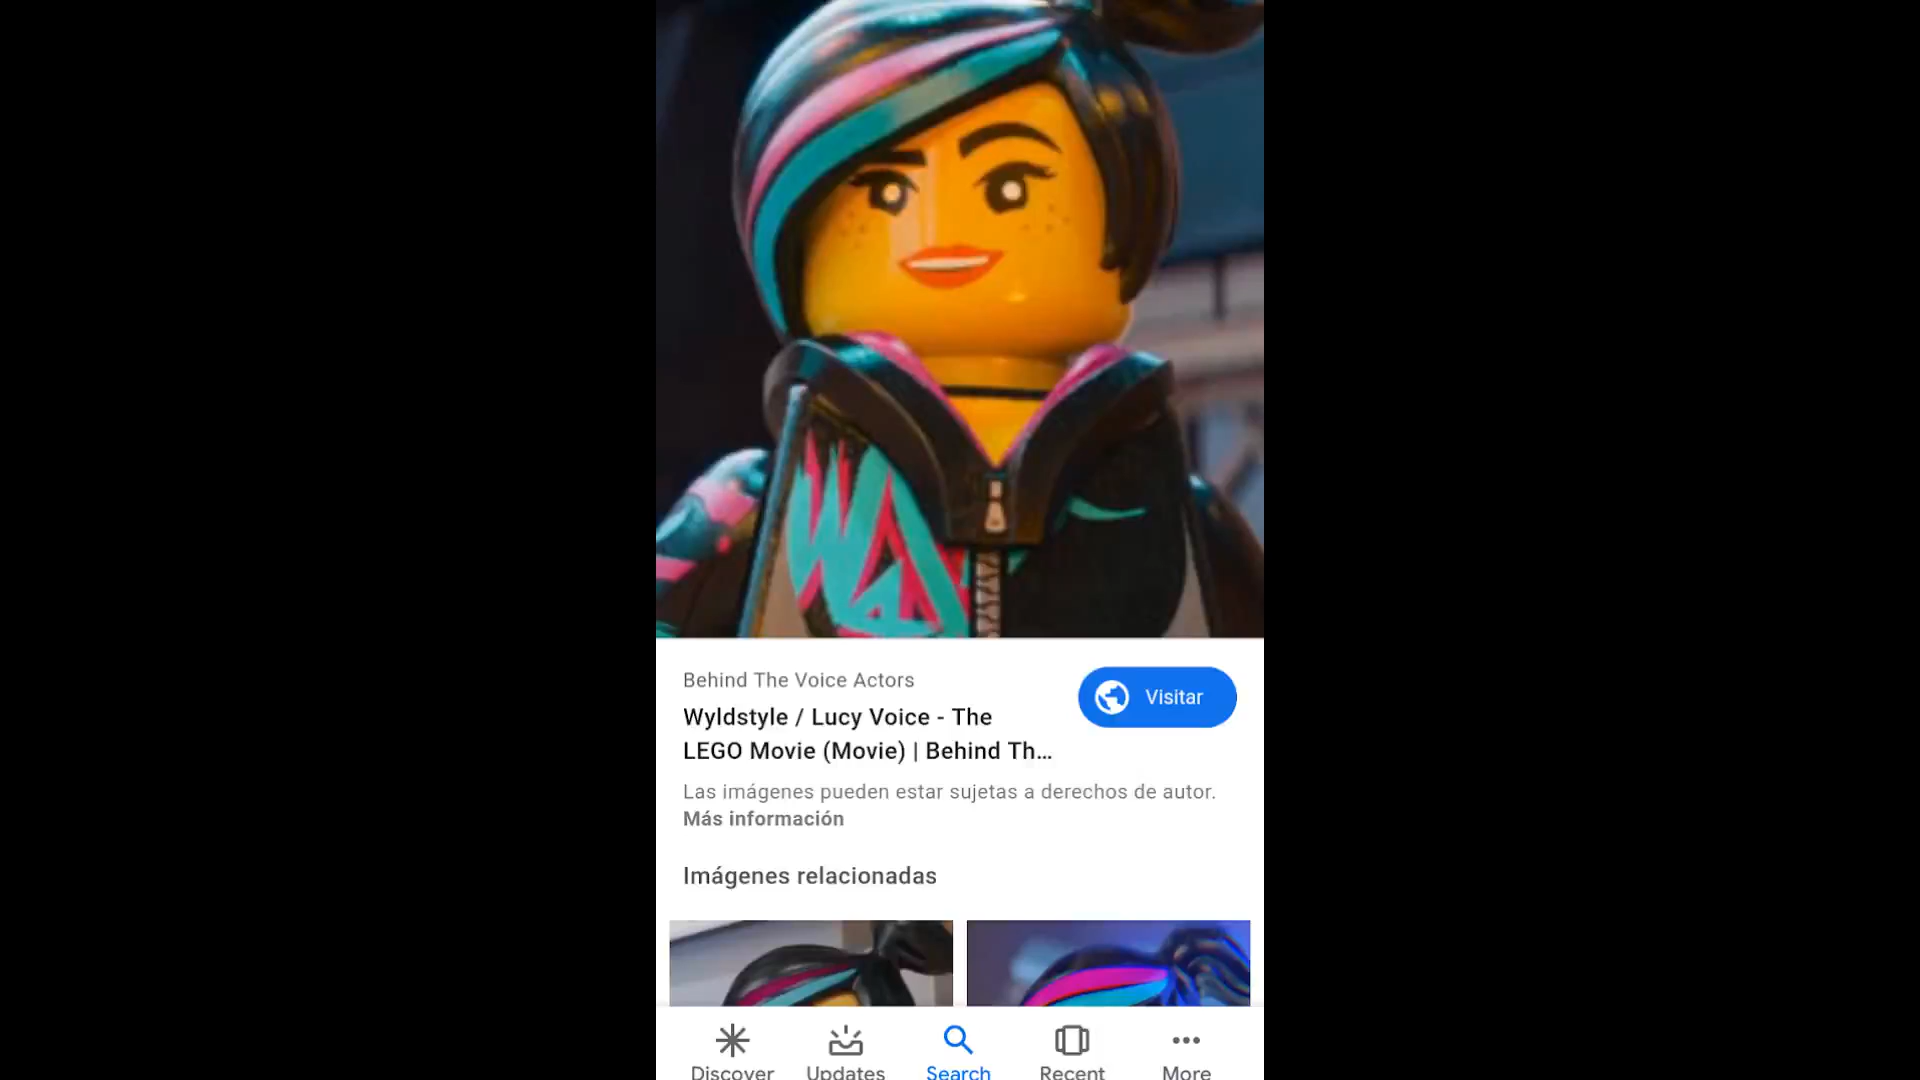 Behind The Voice Actors
Wyldstyle / Lucy Voice - The
LEGO Movie (Movie) | Behind Th...
Visitar
Las imágenes pueden estar sujetas a derechos de autor.
Más información
Imágenes relacionadas
Discover
Updates
Search
Recent
More